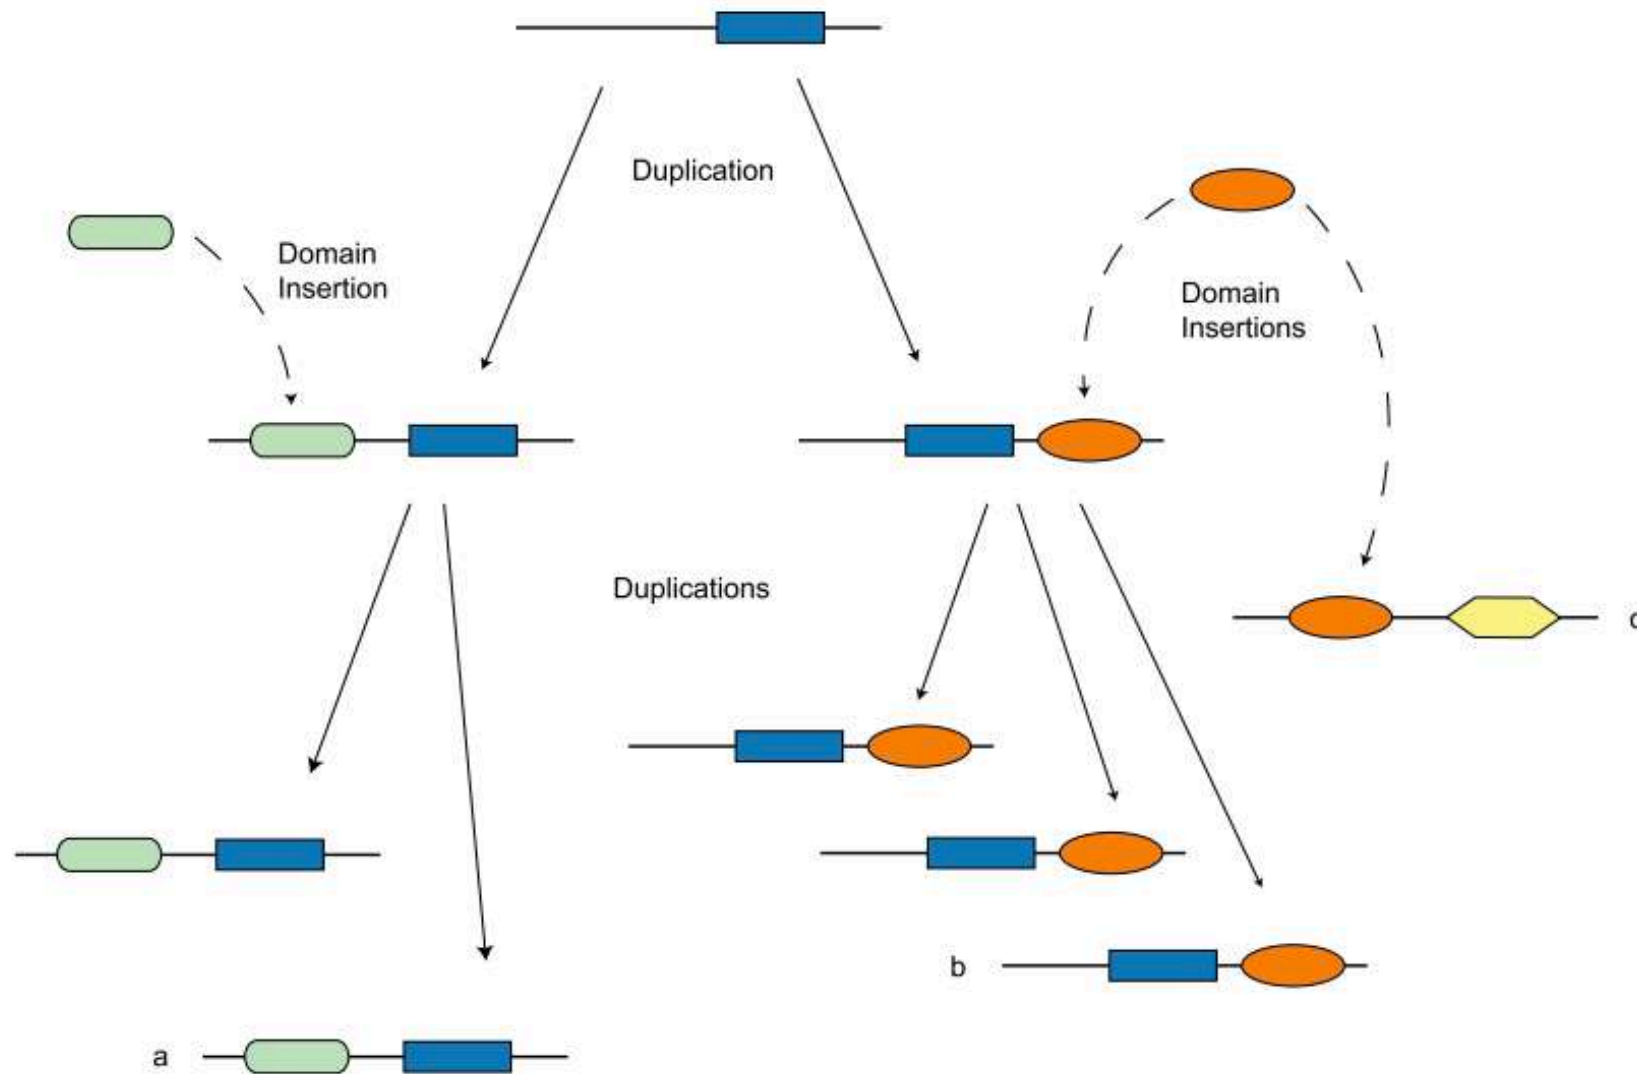 Duplication
Domain
Insertion
Domain
Insertions
Duplications
b
a